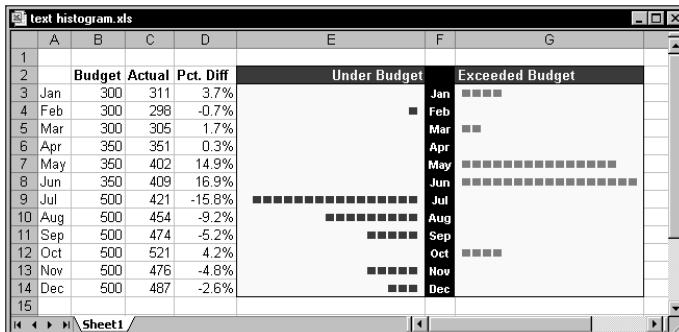 text histogram.xls
A B C D E F G
1
2 Budget Actual Pct. Diff Under Budget Exceeded Budget
3 Jan 300 311 3.7% Jan
4 Feb 300 298 -0.7% Feb
5 Mar 300 305 1.7% Mar
6 Apr 350 351 0.3% Apr
7 May 350 402 14.9% May
8 Jun 350 409 16.9% Jun
9 Jul 500 421 -15.8% Jul
10 Aug 500 454 -9.2% Aug
11 Sep 500 474 -5.2% Sep
12 Oct 500 521 4.2% Oct
13 Nov 500 476 -4.8% Nov
14 Dec 500 487 -2.6% Dec
15
Sheet1